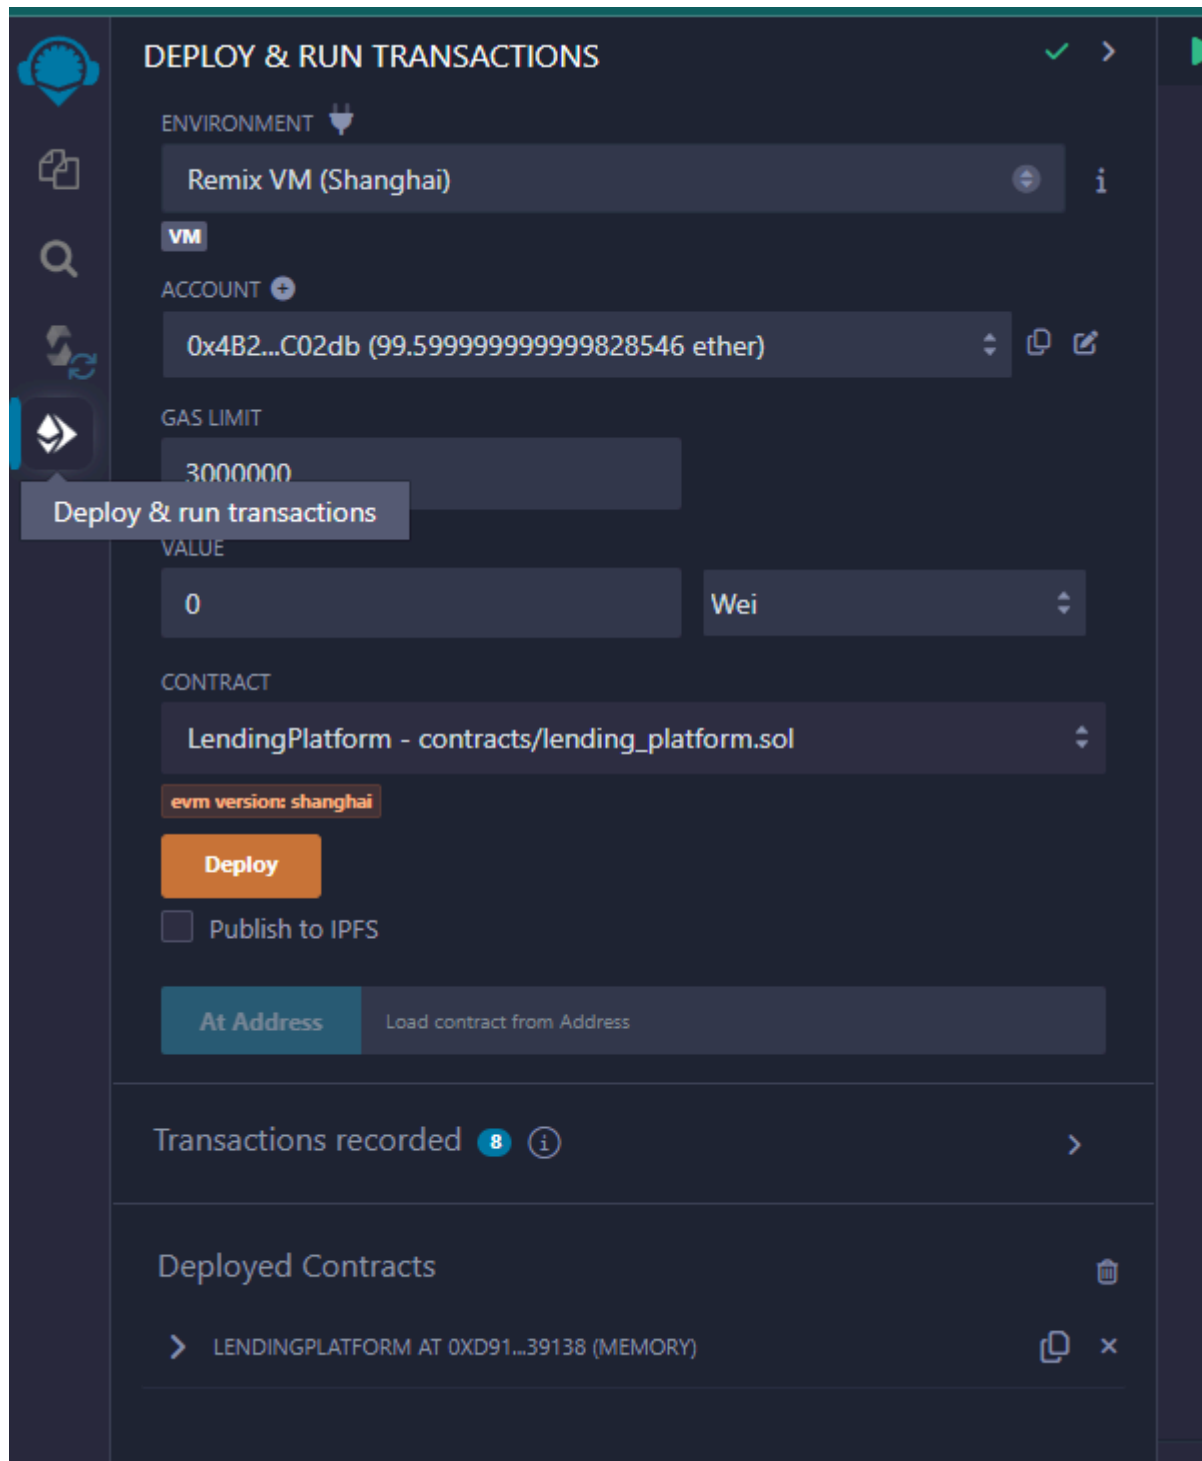 DEPLOY & RUN TRANSACTIONS
ENVIRONMENT
Remix VM (Shanghai)
VM
ACCOUNT
0x4B2...C02db (99.599999999999828546 ether)
GAS LIMIT
3000000
Deploy & run transactions
VALUE
0
Wei
CONTRACT
LendingPlatform - contracts/lending_platform.sol
evm version: shanghai
Deploy
Publish to IPFS
At Address
Load contract from Address
Transactions recorded 8
Deployed Contracts
LENDINGPLATFORM AT 0XD91...39138 (MEMORY)